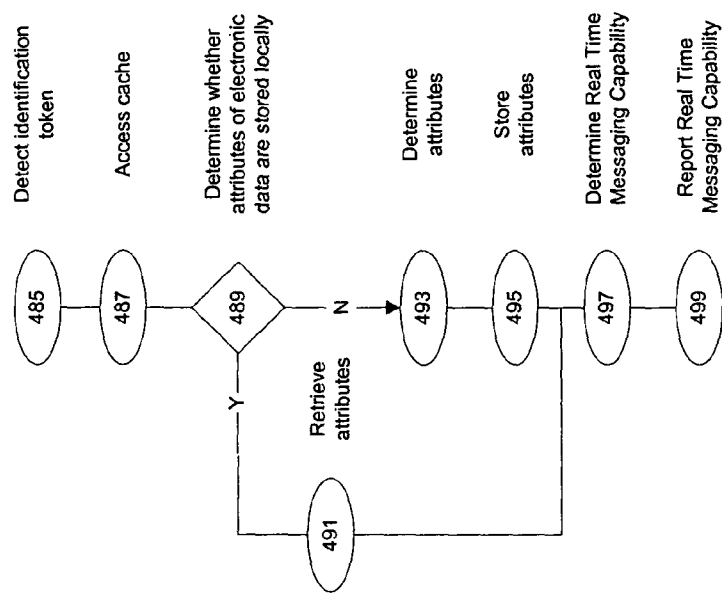 Detect identification
token
485
Access cache
487
Determine whether
attributes of electronic
data are stored locally
489
Y
N
Retrieve
attributes
491
Determine
attributes
493
Store
attributes
495
Determine Real Time
Messaging Capability
497
Report Real Time
Messaging Capability
499